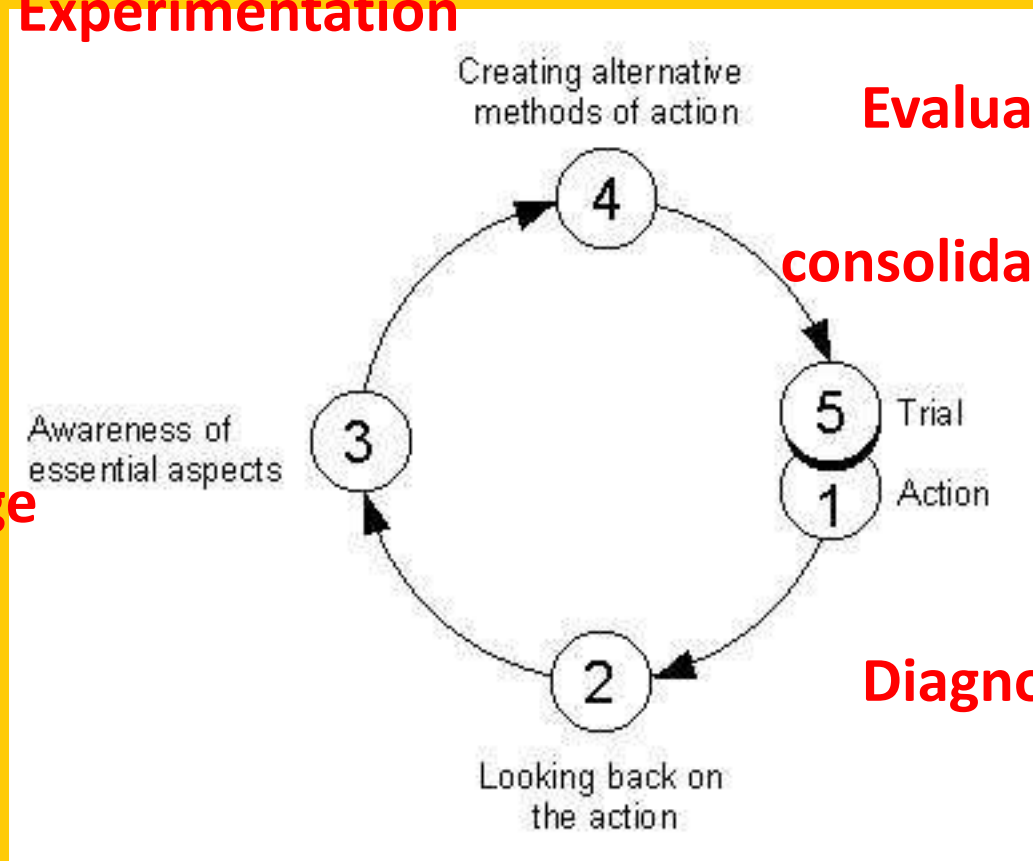 Experimentation
Creating alternative
methods of action
Evalua
4
consolida
5
Trial
Awareness of
essential aspects
3
ge
1
Action
2
Diagno
Looking back on
the action